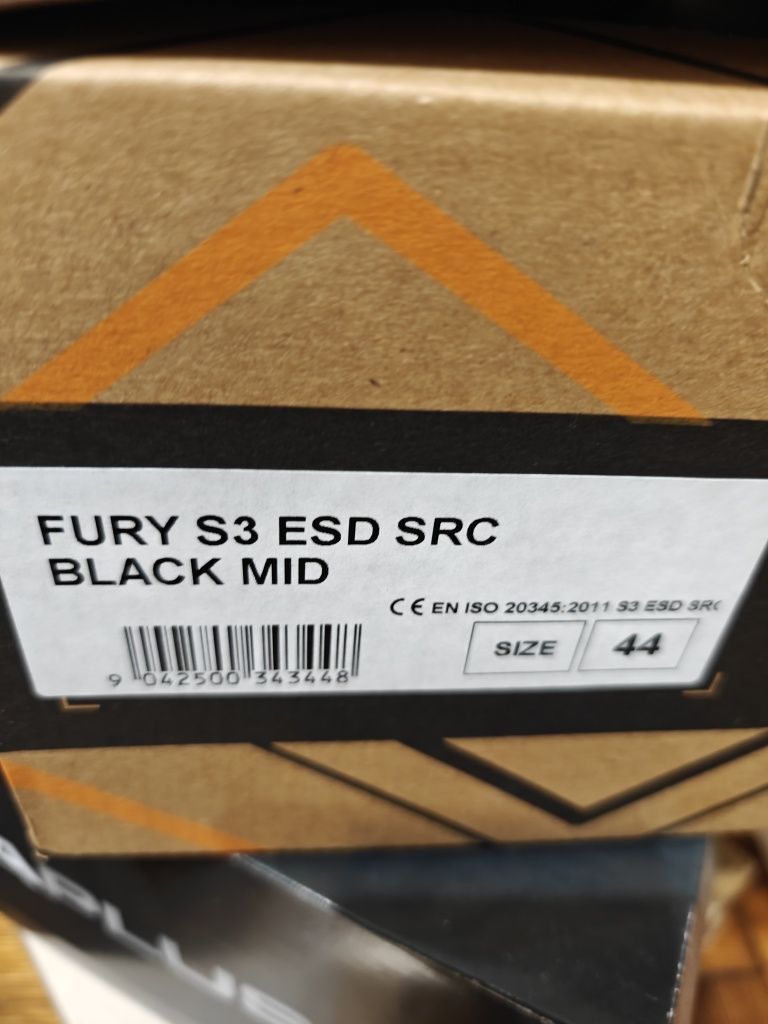 FURY S3 ESD SRC
BLACK MID
CE EN ISO 20345:2011 S3 ESD SRC
SIZE 44
9 042500 343448